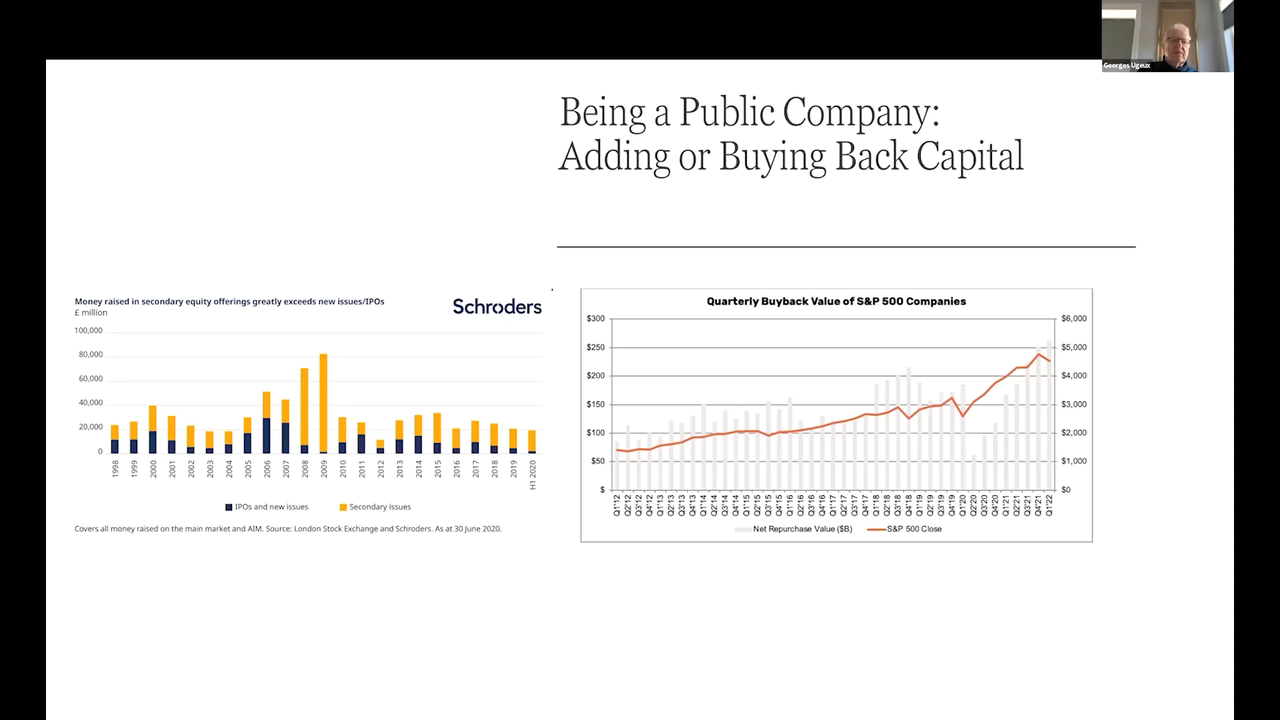 Georges Ugeux
Being a Public Company:
Adding or Buying Back Capital
Money raised in secondary equity offerings greatly exceeds new issues/IPOs
£ million
Schroders
100,000
80,000
60,000
40,000
20,000
0
1998
1999
2000
2001
2002
2003
2004
2005
2006
2007
2008
2009
2010
2011
2012
2013
2014
2015
2016
2017
2018
2019
H1 2020
IPOs and new issues
Secondary issues
Covers all money raised on the main market and AIM. Source: London Stock Exchange and Schroders. As at 30 June 2020.
Quarterly Buyback Value of S&P 500 Companies
$300
$250
$200
$150
$100
$50
$
$6,000
$5,000
$4,000
$3,000
$2,000
$1,000
$0
Q1'12
Q2'12
Q3'12
Q4'12
Q1'13
Q2'13
Q3'13
Q4'13
Q1'14
Q2'14
Q3'14
Q4'14
Q1'15
Q2'15
Q3'15
Q4'15
Q1'16
Q2'16
Q3'16
Q4'16
Q1'17
Q2'17
Q3'17
Q4'17
Q1'18
Q2'18
Q3'18
Q4'18
Q1'19
Q2'19
Q3'19
Q4'19
Q1'20
Q2'20
Q3'20
Q4'20
Q1'21
Q2'21
Q3'21
Q4'21
Q1'22
Net Repurchase Value ($B)
S&P 500 Close